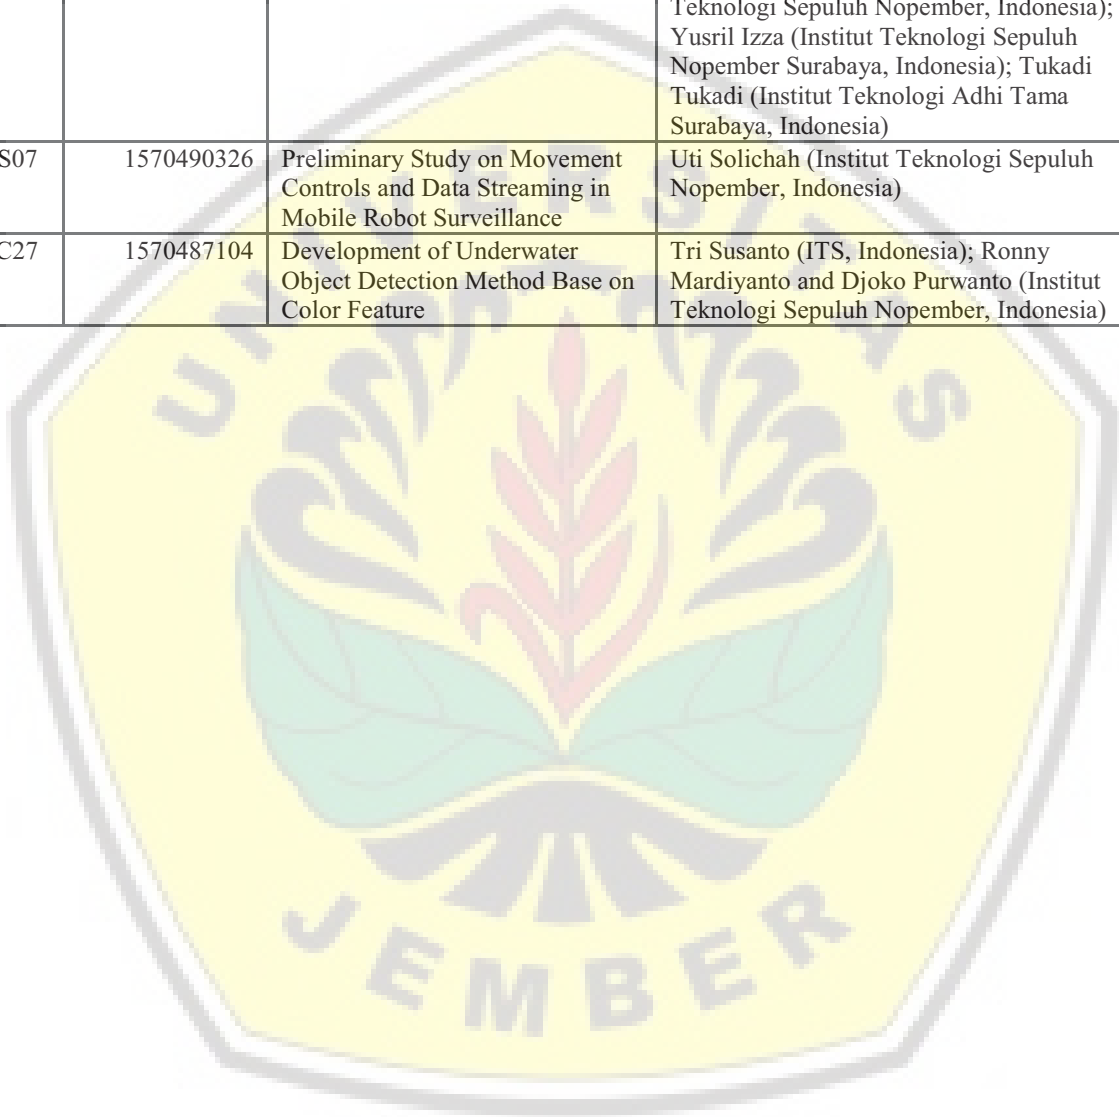 Teknologi Sepuluh Nopember, Indonesia);
Yusril Izza (Institut Teknologi Sepuluh
Nopember Surabaya, Indonesia); Tukadi
Tukadi (Institut Teknologi Adhi Tama
Surabaya, Indonesia)
S07
1570490326
Preliminary Study on Movement
Controls and Data Streaming in
Mobile Robot Surveillance
Uti Solichah (Institut Teknologi Sepuluh
Nopember, Indonesia)
C27
1570487104
Development of Underwater
Object Detection Method Base on
Color Feature
Tri Susanto (ITS, Indonesia); Ronny
Mardiyanto and Djoko Purwanto (Institut
Teknologi Sepuluh Nopember, Indonesia)
UNIVERSITAS
JEMBER